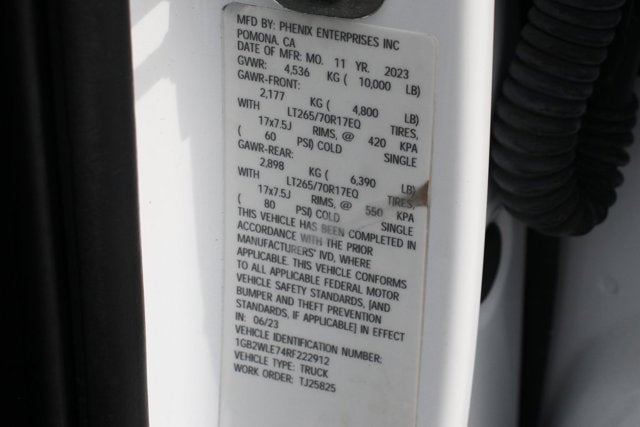 MFD BY: PHENIX ENTERPRISES INC
POMONA, CA
DATE OF MFR: MO. 11 YR. 2023
GVWR: 4,536 KG ( 10,000 LB)
GAWR-FRONT:
2,177 KG ( 4,800 LB)
WITH LT265/70R17EQ TIRES,
17x7.5J RIMS, @ 420 KPA
( 60 PSI) COLD SINGLE
GAWR-REAR:
2,898 KG ( 6,390 LB)
WITH LT265/70R17EQ TIRES
17x7.5J RIMS, @ 550 KPA
( 80 PSI) COLD SINGLE
THIS VEHICLE HAS BEEN COMPLETED IN
ACCORDANCE WITH THE PRIOR
MANUFACTURERS' IVD, WHERE
APPLICABLE. THIS VEHICLE CONFORMS
TO ALL APPLICABLE FEDERAL MOTOR
VEHICLE SAFETY STANDARDS, [AND
BUMPER AND THEFT PREVENTION
STANDARDS, IF APPLICABLE] IN EFFECT
IN: 06/23
VEHICLE IDENTIFICATION NUMBER:
1GB2WLE74RF222912
VEHICLE TYPE: TRUCK
WORK ORDER: TJ25825